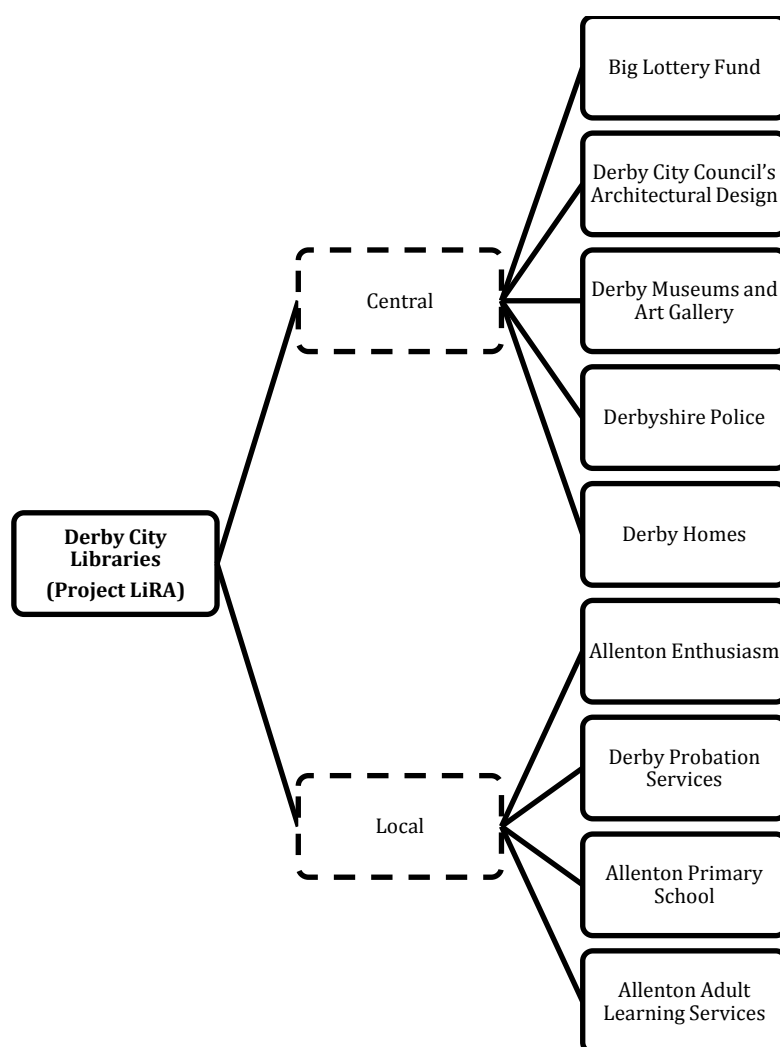 Big Lottery Fund
Derby City Council’s
Architectural Design
Derby Museums and
Art Gallery
Central
Derbyshire Police
Derby Homes
Derby City
Libraries
(Project LiRA)
Allenton Enthusiasm
Derby Probation
Services
Local
Allenton Primary
School
Allenton Adult
Learning Services